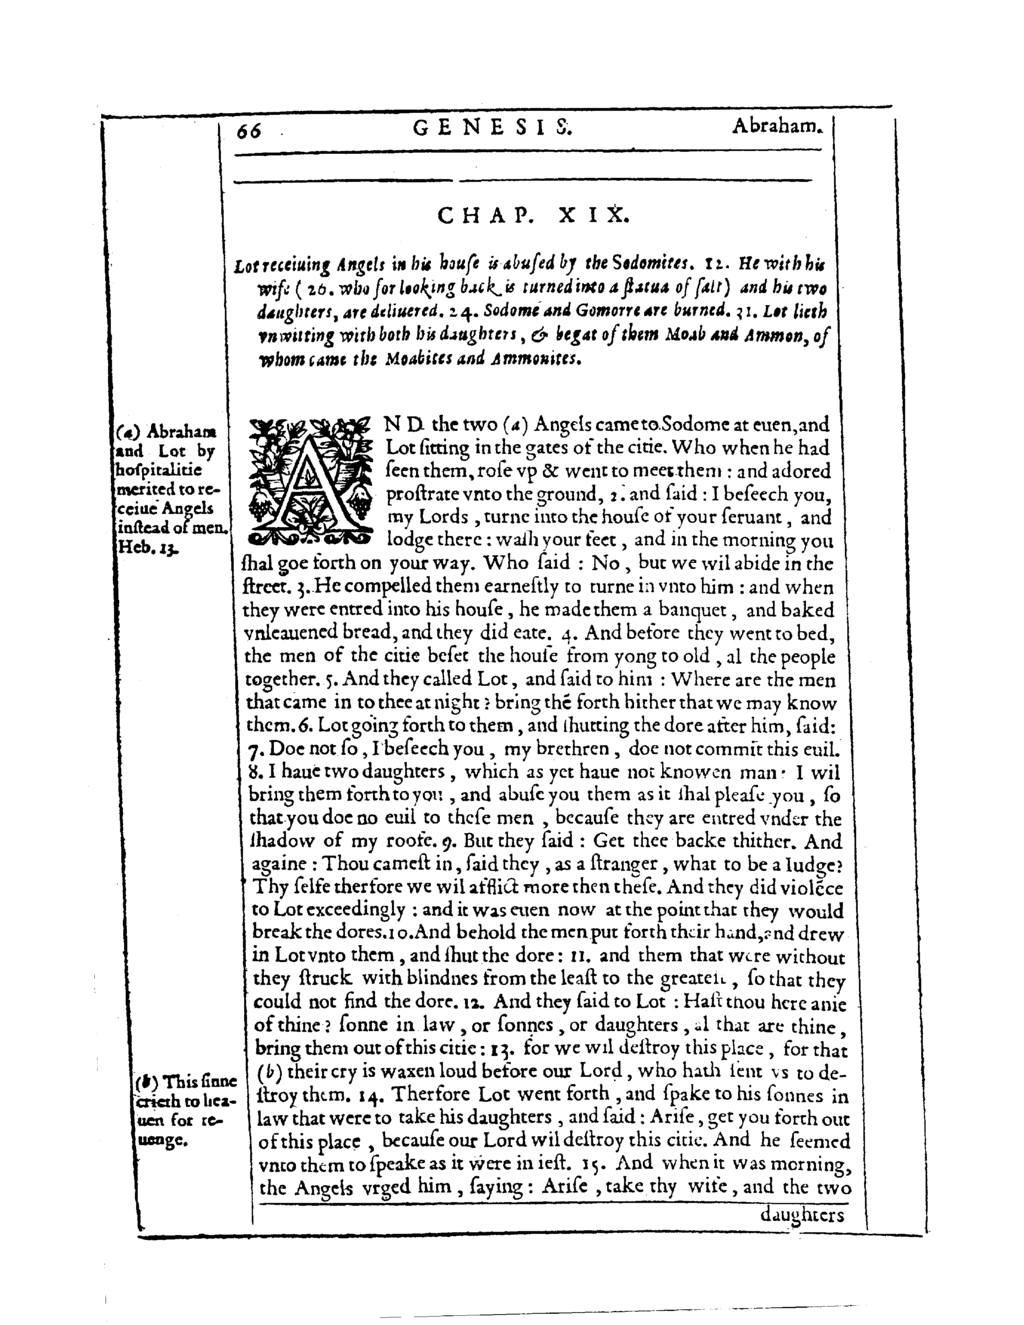 66 GENESIS. Abraham.
CHAP. XIX.
Lot receiuing Angels in his houſe is abuſed by the Sodomites. 12. He with his
wife ( 26. who for looking back is turned into a ſtatua of ſalt) and his two
daughters, are deliuered. 24. Sodome and Gomorre are burned. 31. Lot lieth
vnwitting with both his daughters, & begat of them Moab and Ammon, of
whom came the Moabites and Ammonites.
(a) Abraham
and Lot by
hoſpitalitie
merited to re-
ceiue Angels
inſtead of men.
Heb. 13.
AND the two (a) Angels came to Sodome at euen, and
Lot ſitting in the gates of the citie. Who when he had
ſeen them, roſe vp & went to meet them : and adored
proſtrate vnto the ground, 2. and ſaid : I beſeech you,
my Lords, turne into the houſe of your ſeruant, and
lodge there : waſh your feet, and in the morning you
ſhal goe forth on your way. Who ſaid : No, but we wil abide in the
ſtreet. 3. He compelled them earneſtly to turne in vnto him : and when
they were entred into his houſe, he made them a banquet, and baked
vnleauened bread, and they did eate. 4. And before they went to bed,
the men of the citie beſet the houſe from yong to old, al the people
together. 5. And they called Lot, and ſaid to him : Where are the men
that came in to thee at night ? bring thē forth hither that we may know
them. 6. Lot going forth to them, and ſhutting the dore after him, ſaid:
7. Doe not ſo, I beſeech you, my brethren, doe not commit this euil.
8. I haue two daughters, which as yet haue not knowen man : I wil
bring them forth to you, and abuſe you them as it ſhal pleaſe you, ſo
that you doe no euil to theſe men, becauſe they are entred vnder the
ſhadow of my roofe. 9. But they ſaid : Get thee backe thither. And
againe : Thou cameſt in, ſaid they, as a ſtranger, what to be a Iudge?
Thy ſelfe therfore we wil afflict more then theſe. And they did violēce
to Lot exceedingly : and it was euen now at the point that they would
break the dores. 10. And behold the men put forth their hand, and drew
in Lot vnto them, and ſhut the dore : 11. and them that were without
they ſtruck with blindnes from the leaſt to the greateſt, ſo that they
could not find the dore. 12. And they ſaid to Lot : Haſt thou here anie
of thine ? ſonne in law, or ſonnes, or daughters, al that are thine,
bring them out of this citie : 13. for we wil deſtroy this place, for that
(b) their cry is waxen loud before our Lord, who hath ſent vs to de-
ſtroy them. 14. Therfore Lot went forth, and ſpake to his ſonnes in
law that were to take his daughters, and ſaid : Ariſe, get you forth out
of this place, becauſe our Lord wil deſtroy this citie. And he ſeemed
vnto them to ſpeake as it were in ieſt. 15. And when it was morning,
the Angels vrged him, ſaying : Ariſe, take thy wife, and the two
(b) This ſinne
crieth to hea-
uen for re-
uenge.
daughters